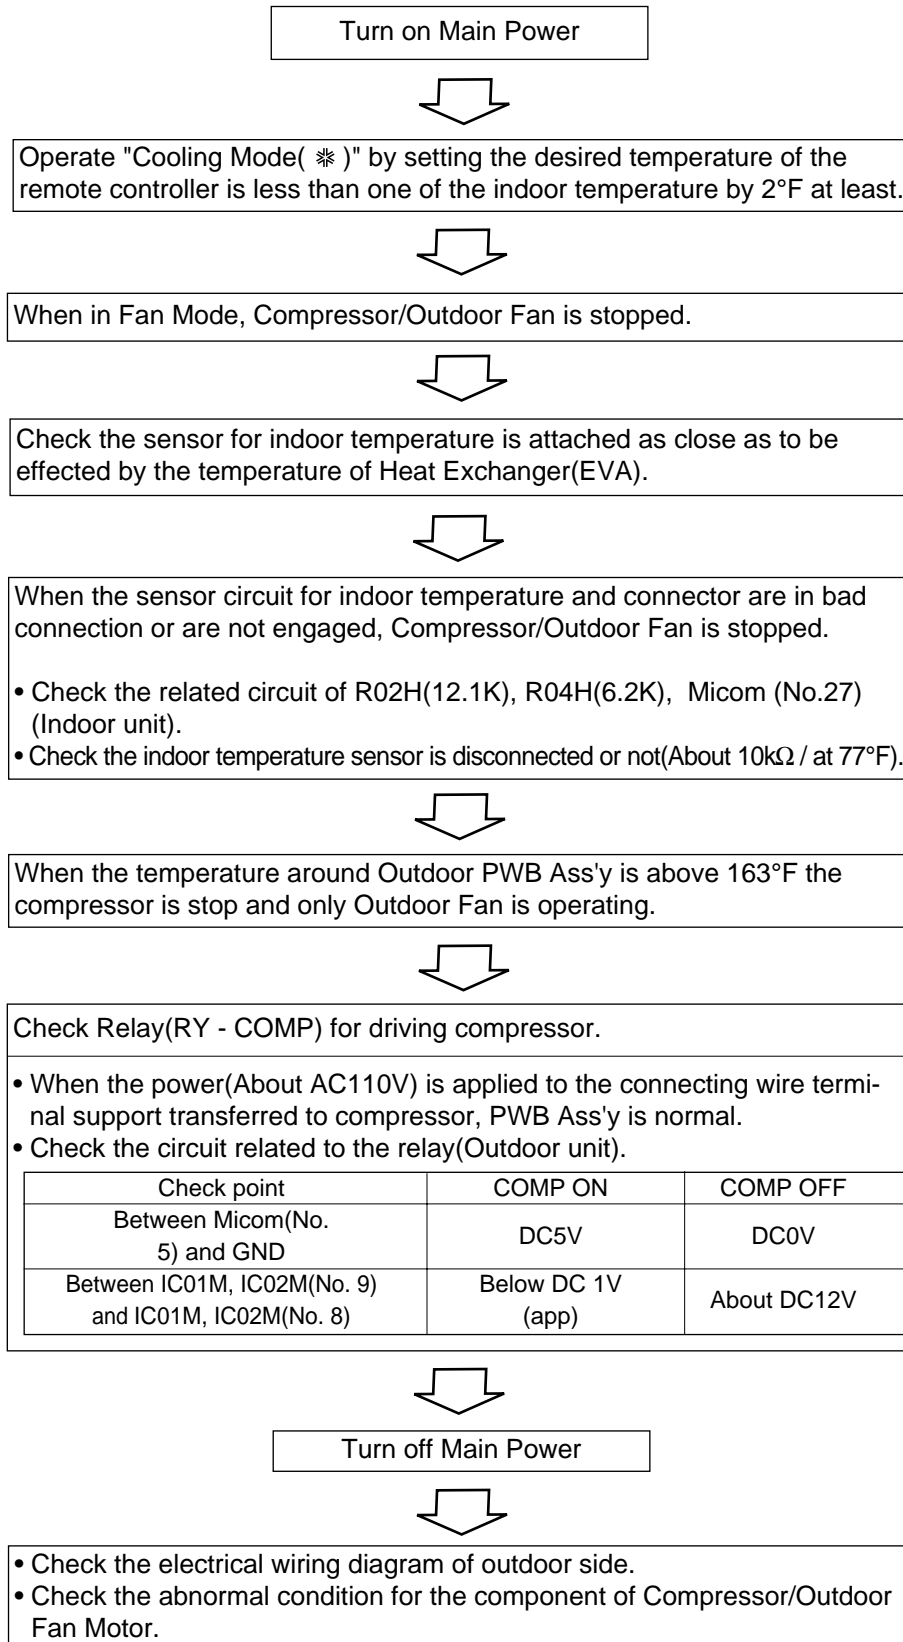 Turn on Main Power
Operate "Cooling Mode( ❋ )" by setting the desired temperature of the
remote controller is less than one of the indoor temperature by 2°F at least.
When in Fan Mode, Compressor/Outdoor Fan is stopped.
Check the sensor for indoor temperature is attached as close as to be
effected by the temperature of Heat Exchanger(EVA).
When the sensor circuit for indoor temperature and connector are in bad
connection or are not engaged, Compressor/Outdoor Fan is stopped.
• Check the related circuit of R02H(12.1K), R04H(6.2K), Micom (No.27)
(Indoor unit).
• Check the indoor temperature sensor is disconnected or not(About 10kΩ / at 77°F).
When the temperature around Outdoor PWB Ass'y is above 163°F the
compressor is stop and only Outdoor Fan is operating.
Check Relay(RY - COMP) for driving compressor.
• When the power(About AC110V) is applied to the connecting wire termi-
nal support transferred to compressor, PWB Ass'y is normal.
• Check the circuit related to the relay(Outdoor unit).
Check point COMP ON COMP OFF
Between Micom(No.
5) and GND DC5V DC0V
Between IC01M, IC02M(No. 9) Below DC 1V
and IC01M, IC02M(No. 8) (app) About DC12V
Turn off Main Power
• Check the electrical wiring diagram of outdoor side.
• Check the abnormal condition for the component of Compressor/Outdoor
Fan Motor.